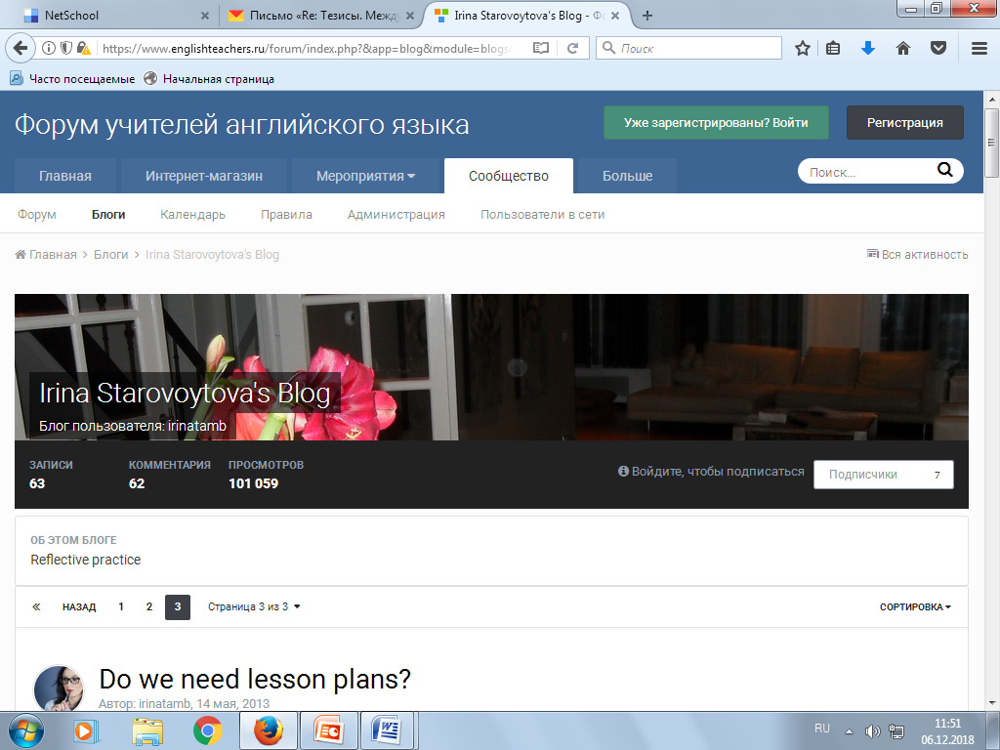 NetSchool
Письмо «Re: Тезисы. Между
Irina Starovoytova's Blog - Фо
https://www.englishteachers.ru/forum/index.php?&app=blog&module=blogs
Поиск
Часто посещаемые
Начальная страница
Форум учителей английского языка
Уже зарегистрированы? Войти
Регистрация
Главная
Интернет-магазин
Мероприятия
Сообщество
Больше
Поиск...
Форум
Блоги
Календарь
Правила
Администрация
Пользователи в сети
Главная > Блоги > Irina Starovoytova's Blog
Вся активность
Irina Starovoytova's Blog
Блог пользователя: irinatamb
ЗАПИСИ
63
КОММЕНТАРИЯ
62
ПРОСМОТРОВ
101 059
Войдите, чтобы подписаться
Подписчики 7
ОБ ЭТОМ БЛОГЕ
Reflective practice
« НАЗАД 1 2 3 Страница 3 из 3
СОРТИРОВКА
Do we need lesson plans?
Автор: irinatamb, 14 мая, 2013
RU
11:51
06.12.2018